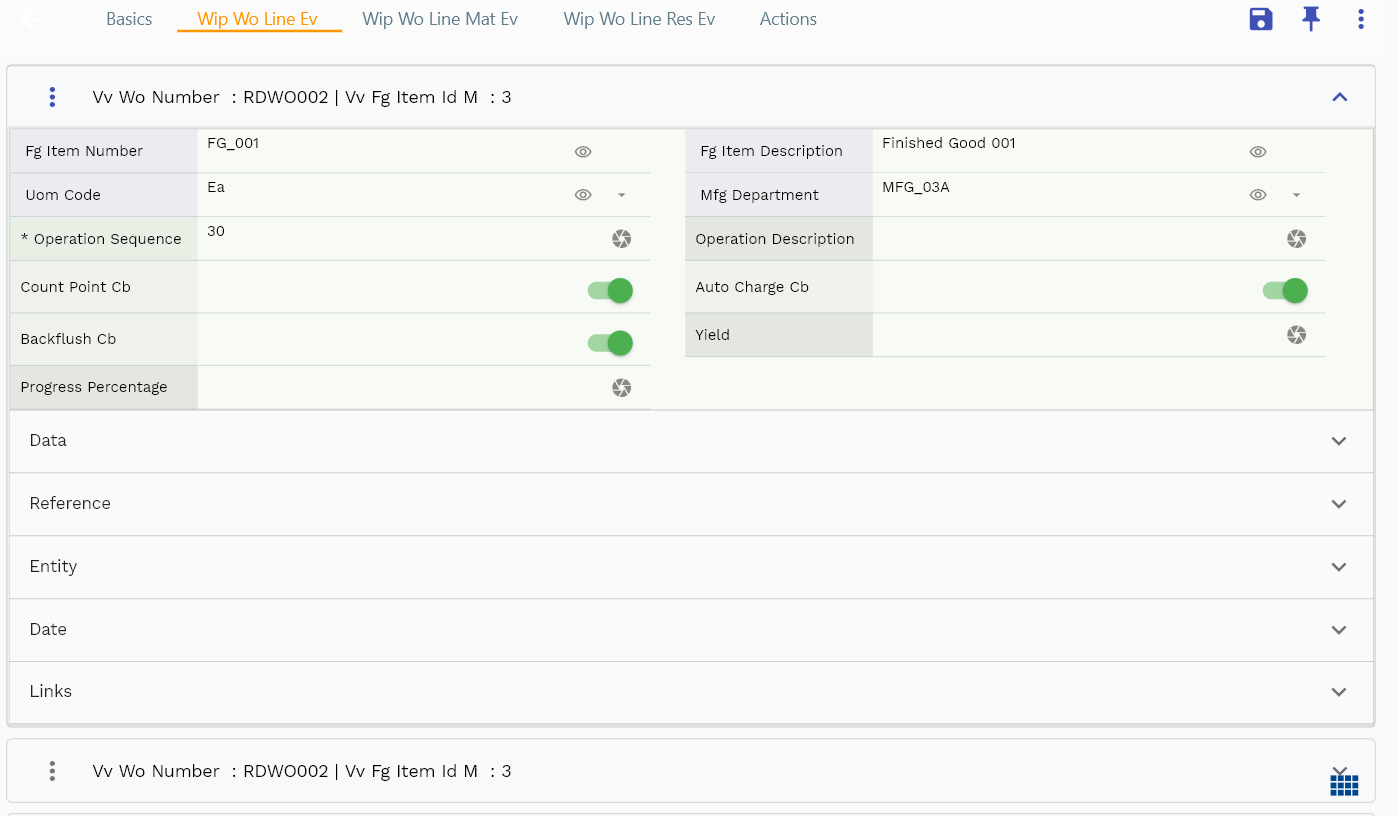 Basics Wip Wo Line Ev Wip Wo Line Mat Ev Wip Wo Line Res Ev Actions
Vv Wo Number : RDWO002 | Vv Fg Item Id M : 3
Fg Item Number FG_001 Fg Item Description Finished Good 001
Uom Code Ea Mfg Department MFG_03A
* Operation Sequence 30 Operation Description
Count Point Cb Auto Charge Cb
Backflush Cb Yield
Progress Percentage
Data
Reference
Entity
Date
Links
Vv Wo Number : RDWO002 | Vv Fg Item Id M : 3